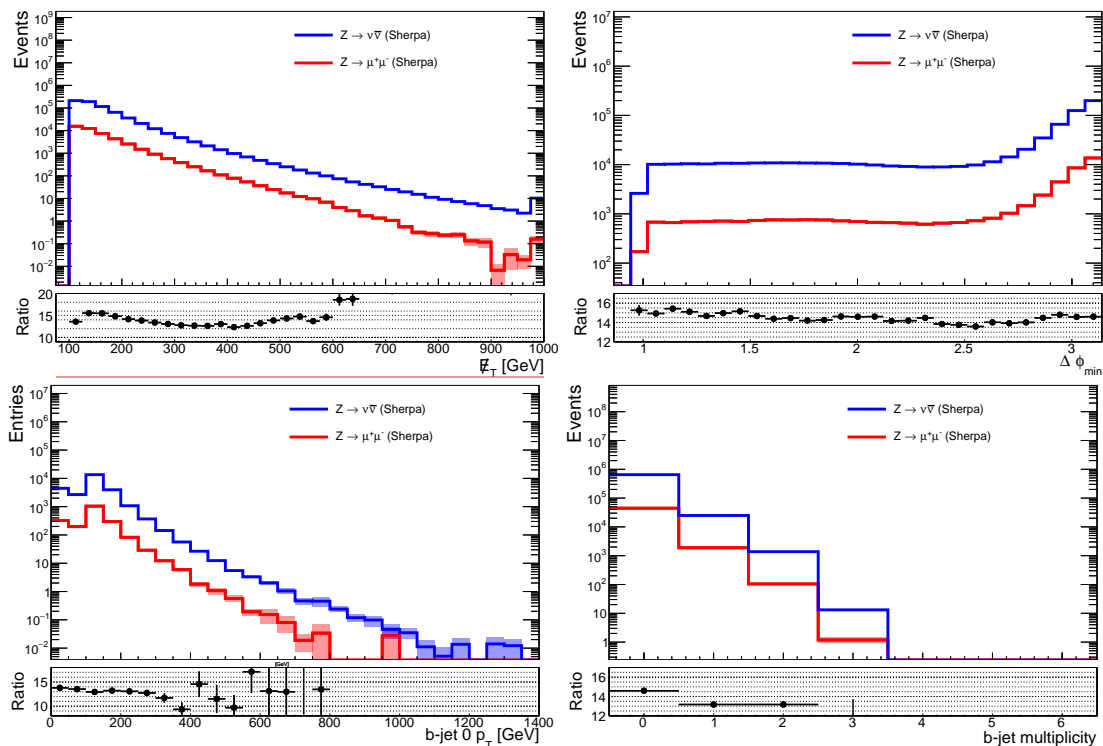 Events
10⁹
10⁸
10⁷
10⁶
10⁵
10⁴
10³
10²
10
1
10⁻¹
10⁻²
Z → νν̅ (Sherpa)
Z → μ⁺μ⁻ (Sherpa)
Ratio
20
15
10
100 200 300 400 500 600 700 800 900 1000
E̸_T [GeV]
Events
10⁷
10⁶
10⁵
10⁴
10³
10²
Z → νν̅ (Sherpa)
Z → μ⁺μ⁻ (Sherpa)
Ratio
16
14
12
1 1.5 2 2.5 3
Δ ϕ_min
Entries
10⁷
10⁶
10⁵
10⁴
10³
10²
10
1
10⁻¹
10⁻²
Z → νν̅ (Sherpa)
Z → μ⁺μ⁻ (Sherpa)
[GeV]
Ratio
15
10
0 200 400 600 800 1000 1200 1400
b-jet 0 p_T [GeV]
Events
10⁸
10⁷
10⁶
10⁵
10⁴
10³
10²
10
1
Z → νν̅ (Sherpa)
Z → μ⁺μ⁻ (Sherpa)
Ratio
16
14
12
0 1 2 3 4 5 6
b-jet multiplicity